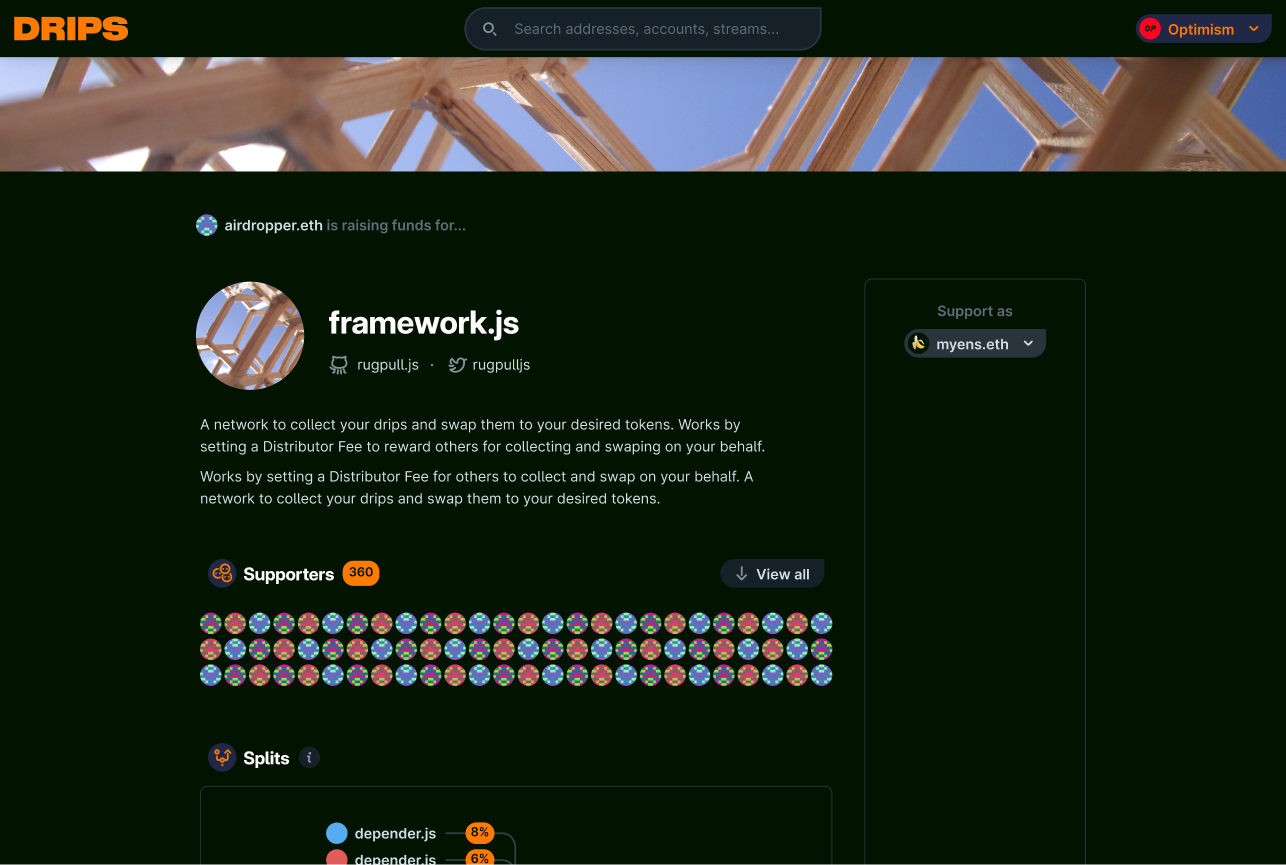 DRIPS
Search addresses, accounts, streams...
OP
Optimism
airdropper.eth is raising funds for...
framework.js
rugpull.js · rugpulljs
Support as
myens.eth
A network to collect your drips and swap them to your desired tokens. Works by
setting a Distributor Fee to reward others for collecting and swaping on your behalf.
Works by setting a Distributor Fee for others to collect and swap on your behalf. A
network to collect your drips and swap them to your desired tokens.
Supporters 360
View all
Splits i
depender.js 8%
depender.js 6%